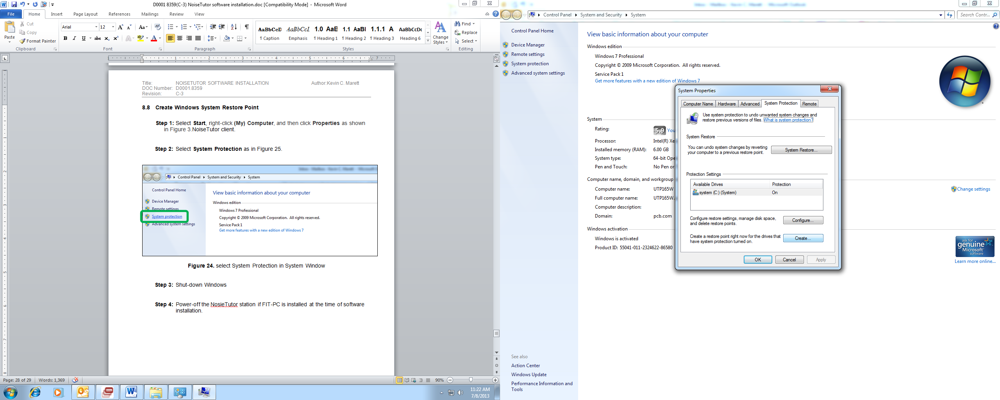 D0001 8359(C-3) NoiseTutor software installation.doc [Compatibility Mode] - Microsoft Word
File Home Insert Page Layout References Mailings Review View
Paste
Cut
Copy
Format Painter
Clipboard
Arial 12
Font
Paragraph
AaBbCcD AaBbCcL 1.0 AaB 1.1 AaBl 1.1.1 A AaBbCcDc
¶ Caption Emphasis ¶ Heading 1 ¶ Heading 2 ¶ Heading 3 Heading 6
Change Styles
Styles
Find
Replace
Select
Editing
Title: NOISETUTOR SOFTWARE INSTALLATION Author:Kevin C. Marett
DOC Number: D0001.8359
Revision: C-3
8.8 Create Windows System Restore Point
Step 1: Select Start, right-click (My) Computer, and then click Properties as shown
in Figure 3.NoiseTutor client.
Step 2: Select System Protection as in Figure 25.
Control Panel System and Security System
Control Panel Home
Device Manager
Remote settings
System protection
Advanced system settings
View basic information about your computer
Windows edition
Windows 7 Professional
Copyright © 2009 Microsoft Corporation. All rights reserved.
Service Pack 1
Get more features with a new edition of Windows 7
Figure 24. select System Protection in System Window
Step 3: Shut-down Windows
Step 4: Power-off the NosieTutor station if FIT-PC is installed at the time of software
installation.
Page: 28 of 29 Words: 1,369 90%
11:22 AM
7/8/2013
Control Panel System and Security System
Search Contr...
Control Panel Home
Device Manager
Remote settings
System protection
Advanced system settings
See also
Action Center
Windows Update
Performance Information and
Tools
View basic information about your computer
Windows edition
Windows 7 Professional
Copyright © 2009 Microsoft Corporation. All rights reserved.
Service Pack 1
Get more features with a new edition of Windows 7
System
Rating: 5.9 You
Processor: Intel(R) Xe
Installed memory (RAM): 6.00 GB
System type: 64-bit Ope
Pen and Touch: No Pen or
Computer name, domain, and workgroup
Computer name: UTP165W
Full computer name: UTP165W.
Computer description:
Domain: pcb.com
Change settings
Windows activation
Windows is activated
Product ID: 55041-011-2324622-86580
ask for
genuine
Microsoft
software
Learn more online...
System Properties
Computer Name Hardware Advanced System Protection Remote
Use system protection to undo unwanted system changes and
restore previous versions of files. What is system protection?
System Restore
You can undo system changes by reverting
your computer to a previous restore point.
System Restore...
Protection Settings
Available Drives Protection
system (C:) (System) On
Configure restore settings, manage disk space,
and delete restore points.
Configure...
Create a restore point right now for the drives that
have system protection turned on.
Create...
OK Cancel Apply